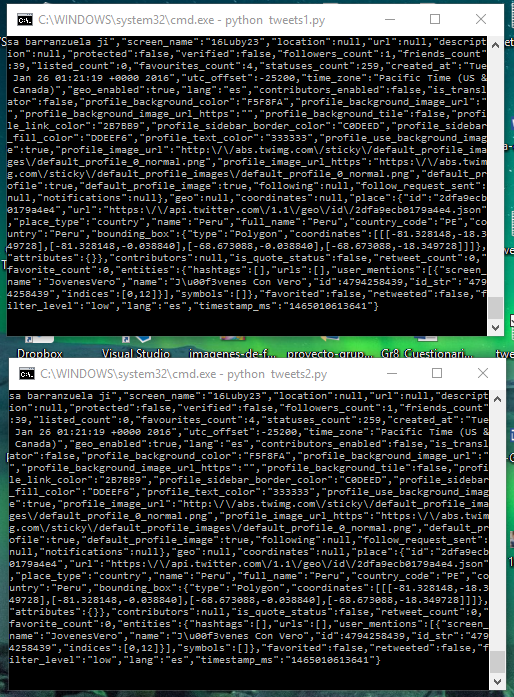 C:\WINDOWS\system32\cmd.exe - python tweets1.py
sa barranzuela ji","screen_name":"16Luby23","location":null,"url":null,"descript
ion":null,"protected":false,"verified":false,"followers_count":1,"friends_count"
:39,"listed_count":0,"favourites_count":4,"statuses_count":259,"created_at":"Tue
 Jan 26 01:21:19 +0000 2016","utc_offset":-25200,"time_zone":"Pacific Time (US &
 Canada)","geo_enabled":true,"lang":"es","contributors_enabled":false,"is_transl
ator":false,"profile_background_color":"F5F8FA","profile_background_image_url":"
","profile_background_image_url_https":"","profile_background_tile":false,"profi
le_link_color":"2B7BB9","profile_sidebar_border_color":"C0DEED","profile_sidebar
_fill_color":"DDEEF6","profile_text_color":"333333","profile_use_background_imag
e":true,"profile_image_url":"http:\/\/abs.twimg.com\/sticky\/default_profile_ima
ges\/default_profile_0_normal.png","profile_image_url_https":"https:\/\/abs.twim
g.com\/sticky\/default_profile_images\/default_profile_0_normal.png","default_pr
ofile":true,"default_profile_image":true,"following":null,"follow_request_sent":
null,"notifications":null},"geo":null,"coordinates":null,"place":{"id":"2dfa9ecb
0179a4e4","url":"https:\/\/api.twitter.com\/1.1\/geo\/id\/2dfa9ecb0179a4e4.json"
,"place_type":"country","name":"Peru","full_name":"Peru","country_code":"PE","co
untry":"Peru","bounding_box":{"type":"Polygon","coordinates":[[[-81.328148,-18.3
49728],[-81.328148,-0.038840],[-68.673088,-0.038840],[-68.673088,-18.349728]]]},
"attributes":{}},"contributors":null,"is_quote_status":false,"retweet_count":0,"
favorite_count":0,"entities":{"hashtags":[],"urls":[],"user_mentions":[{"screen_
name":"JovenesVero","name":"J\u00f3venes Con Vero","id":4794258439,"id_str":"479
4258439","indices":[0,12]}],"symbols":[]},"favorited":false,"retweeted":false,"f
ilter_level":"low","lang":"es","timestamp_ms":"1465010613641"}
Dropbox Visual Studio imagenes-de-f... proyecto-grup... Gr8_Cuestionari...
C:\WINDOWS\system32\cmd.exe - python tweets2.py
sa barranzuela ji","screen_name":"16Luby23","location":null,"url":null,"descript
ion":null,"protected":false,"verified":false,"followers_count":1,"friends_count"
:39,"listed_count":0,"favourites_count":4,"statuses_count":259,"created_at":"Tue
 Jan 26 01:21:19 +0000 2016","utc_offset":-25200,"time_zone":"Pacific Time (US &
 Canada)","geo_enabled":true,"lang":"es","contributors_enabled":false,"is_transl
ator":false,"profile_background_color":"F5F8FA","profile_background_image_url":"
","profile_background_image_url_https":"","profile_background_tile":false,"profi
le_link_color":"2B7BB9","profile_sidebar_border_color":"C0DEED","profile_sidebar
_fill_color":"DDEEF6","profile_text_color":"333333","profile_use_background_imag
e":true,"profile_image_url":"http:\/\/abs.twimg.com\/sticky\/default_profile_ima
ges\/default_profile_0_normal.png","profile_image_url_https":"https:\/\/abs.twim
g.com\/sticky\/default_profile_images\/default_profile_0_normal.png","default_pr
ofile":true,"default_profile_image":true,"following":null,"follow_request_sent":
null,"notifications":null},"geo":null,"coordinates":null,"place":{"id":"2dfa9ecb
0179a4e4","url":"https:\/\/api.twitter.com\/1.1\/geo\/id\/2dfa9ecb0179a4e4.json"
,"place_type":"country","name":"Peru","full_name":"Peru","country_code":"PE","co
untry":"Peru","bounding_box":{"type":"Polygon","coordinates":[[[-81.328148,-18.3
49728],[-81.328148,-0.038840],[-68.673088,-0.038840],[-68.673088,-18.349728]]]},
"attributes":{}},"contributors":null,"is_quote_status":false,"retweet_count":0,"
favorite_count":0,"entities":{"hashtags":[],"urls":[],"user_mentions":[{"screen_
name":"JovenesVero","name":"J\u00f3venes Con Vero","id":4794258439,"id_str":"479
4258439","indices":[0,12]}],"symbols":[]},"favorited":false,"retweeted":false,"f
ilter_level":"low","lang":"es","timestamp_ms":"1465010613641"}